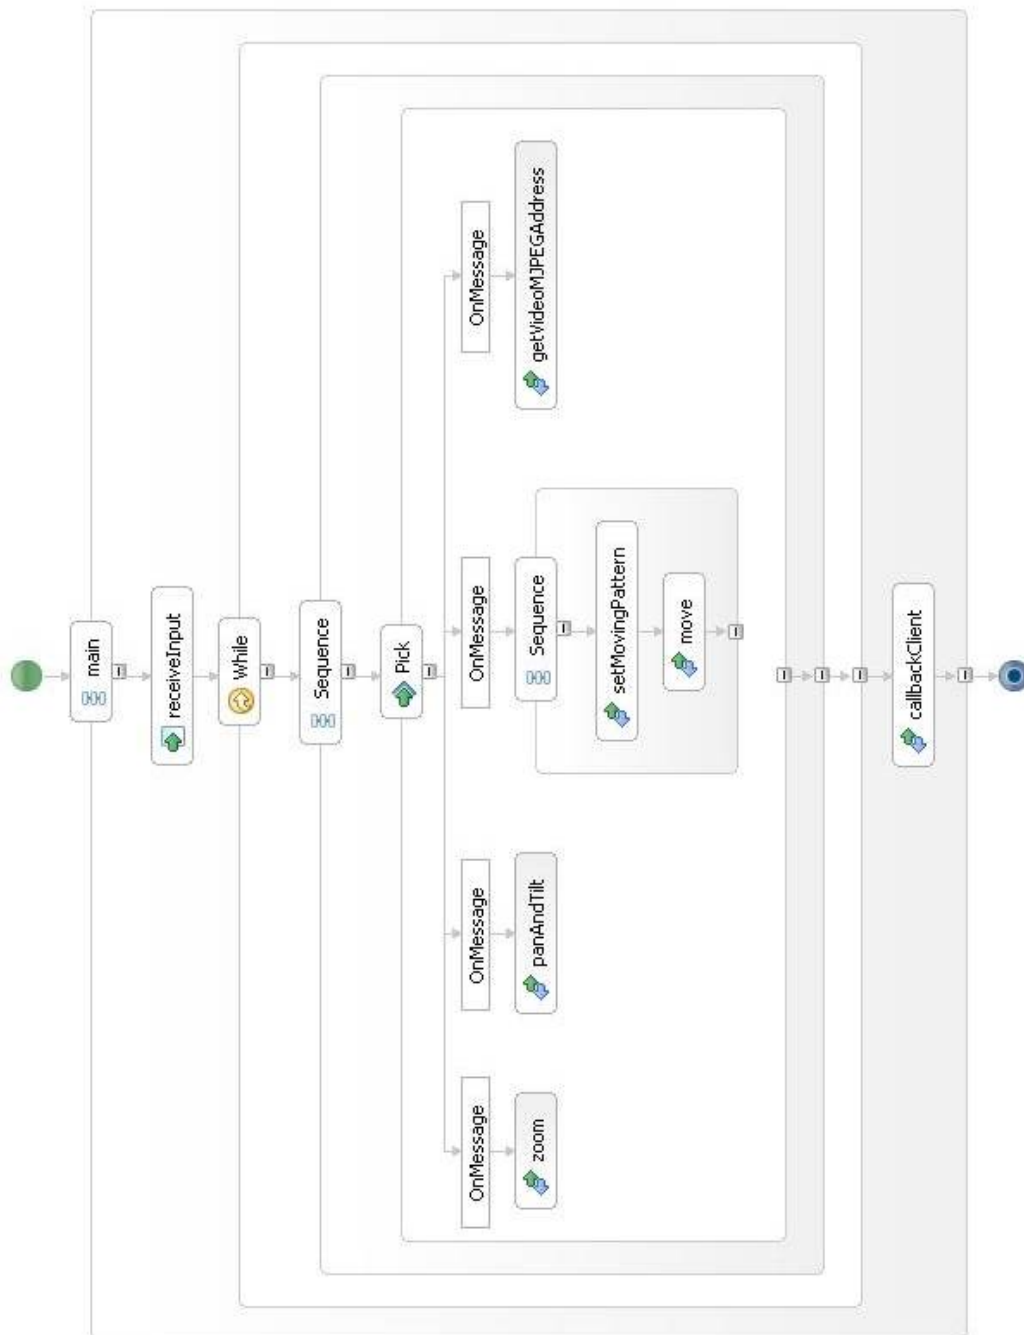 main
receiveInput
While
Sequence
Pick
OnMessage
zoom
OnMessage
panAndTilt
OnMessage
Sequence
setMovingPattern
move
OnMessage
getVideoMJPEGAddress
callbackClient